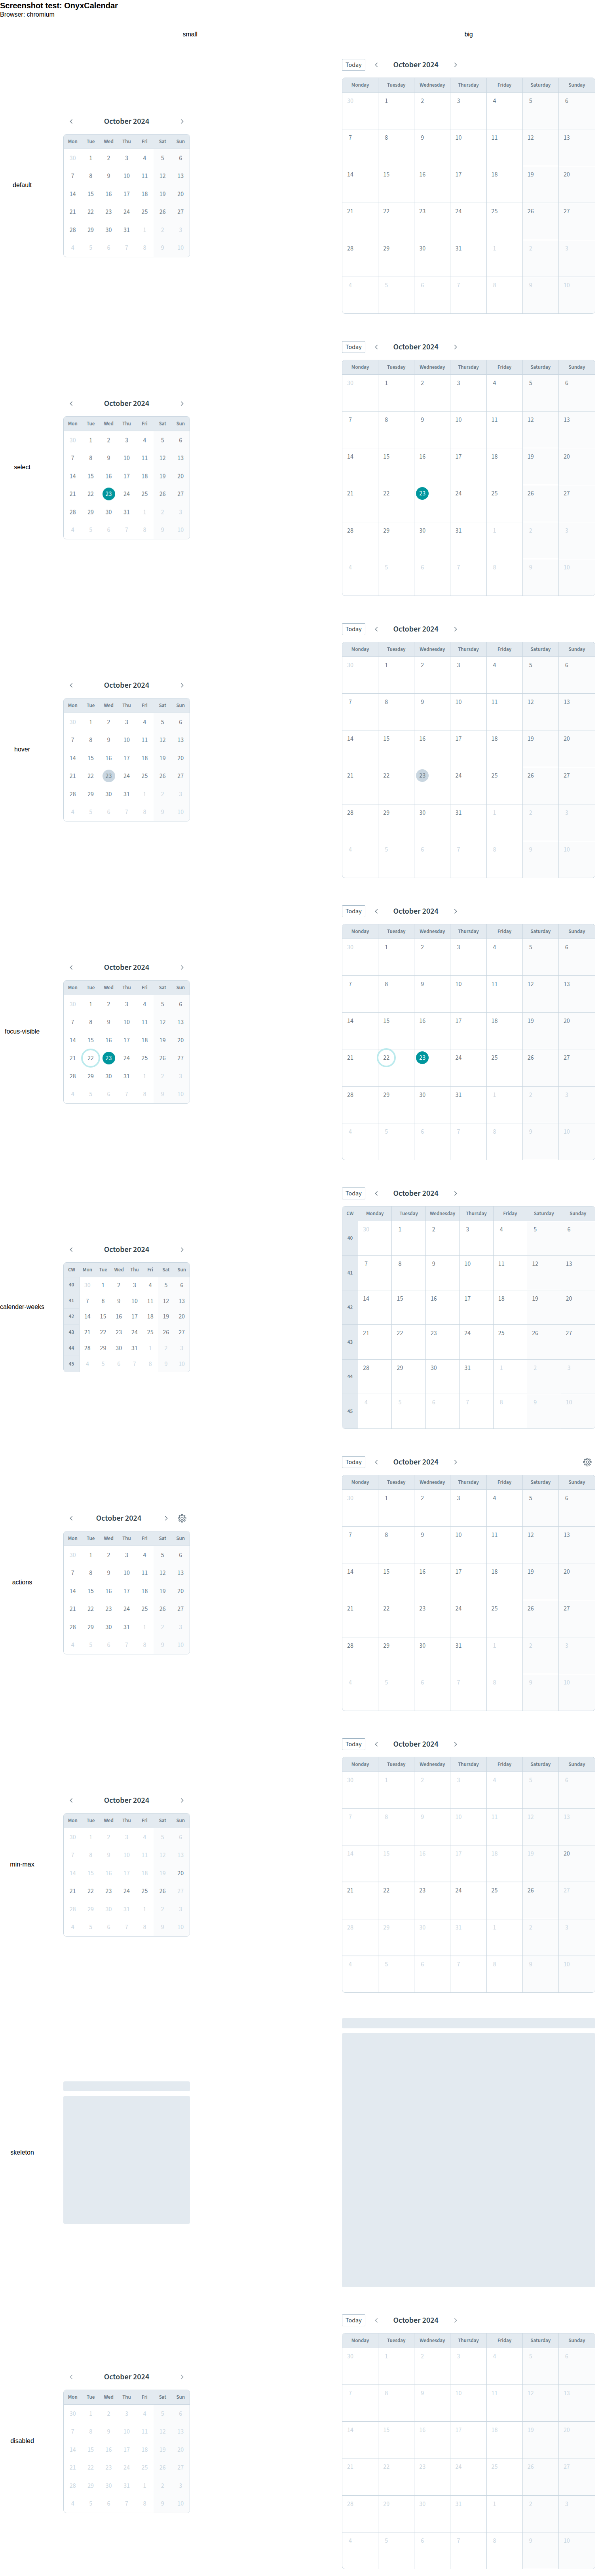 Screenshot test: OnyxCalendar
Browser: chromium
small
big
default
October 2024
Mon Tue Wed Thu Fri Sat Sun
30 1 2 3 4 5 6
7 8 9 10 11 12 13
14 15 16 17 18 19 20
21 22 23 24 25 26 27
28 29 30 31 1 2 3
4 5 6 7 8 9 10
Today October 2024
Monday Tuesday Wednesday Thursday Friday Saturday Sunday
30 1 2 3 4 5 6
7 8 9 10 11 12 13
14 15 16 17 18 19 20
21 22 23 24 25 26 27
28 29 30 31 1 2 3
4 5 6 7 8 9 10
select
October 2024
Mon Tue Wed Thu Fri Sat Sun
30 1 2 3 4 5 6
7 8 9 10 11 12 13
14 15 16 17 18 19 20
21 22 23 24 25 26 27
28 29 30 31 1 2 3
4 5 6 7 8 9 10
Today October 2024
Monday Tuesday Wednesday Thursday Friday Saturday Sunday
30 1 2 3 4 5 6
7 8 9 10 11 12 13
14 15 16 17 18 19 20
21 22 23 24 25 26 27
28 29 30 31 1 2 3
4 5 6 7 8 9 10
hover
October 2024
Mon Tue Wed Thu Fri Sat Sun
30 1 2 3 4 5 6
7 8 9 10 11 12 13
14 15 16 17 18 19 20
21 22 23 24 25 26 27
28 29 30 31 1 2 3
4 5 6 7 8 9 10
Today October 2024
Monday Tuesday Wednesday Thursday Friday Saturday Sunday
30 1 2 3 4 5 6
7 8 9 10 11 12 13
14 15 16 17 18 19 20
21 22 23 24 25 26 27
28 29 30 31 1 2 3
4 5 6 7 8 9 10
focus-visible
October 2024
Mon Tue Wed Thu Fri Sat Sun
30 1 2 3 4 5 6
7 8 9 10 11 12 13
14 15 16 17 18 19 20
21 22 23 24 25 26 27
28 29 30 31 1 2 3
4 5 6 7 8 9 10
Today October 2024
Monday Tuesday Wednesday Thursday Friday Saturday Sunday
30 1 2 3 4 5 6
7 8 9 10 11 12 13
14 15 16 17 18 19 20
21 22 23 24 25 26 27
28 29 30 31 1 2 3
4 5 6 7 8 9 10
calender-weeks
October 2024
CW Mon Tue Wed Thu Fri Sat Sun
40 30 1 2 3 4 5 6
41 7 8 9 10 11 12 13
42 14 15 16 17 18 19 20
43 21 22 23 24 25 26 27
44 28 29 30 31 1 2 3
45 4 5 6 7 8 9 10
Today October 2024
CW Monday Tuesday Wednesday Thursday Friday Saturday Sunday
40 30 1 2 3 4 5 6
41 7 8 9 10 11 12 13
42 14 15 16 17 18 19 20
43 21 22 23 24 25 26 27
44 28 29 30 31 1 2 3
45 4 5 6 7 8 9 10
actions
October 2024
Mon Tue Wed Thu Fri Sat Sun
30 1 2 3 4 5 6
7 8 9 10 11 12 13
14 15 16 17 18 19 20
21 22 23 24 25 26 27
28 29 30 31 1 2 3
4 5 6 7 8 9 10
Today October 2024
Monday Tuesday Wednesday Thursday Friday Saturday Sunday
30 1 2 3 4 5 6
7 8 9 10 11 12 13
14 15 16 17 18 19 20
21 22 23 24 25 26 27
28 29 30 31 1 2 3
4 5 6 7 8 9 10
min-max
October 2024
Mon Tue Wed Thu Fri Sat Sun
30 1 2 3 4 5 6
7 8 9 10 11 12 13
14 15 16 17 18 19 20
21 22 23 24 25 26 27
28 29 30 31 1 2 3
4 5 6 7 8 9 10
Today October 2024
Monday Tuesday Wednesday Thursday Friday Saturday Sunday
30 1 2 3 4 5 6
7 8 9 10 11 12 13
14 15 16 17 18 19 20
21 22 23 24 25 26 27
28 29 30 31 1 2 3
4 5 6 7 8 9 10
skeleton
disabled
October 2024
Mon Tue Wed Thu Fri Sat Sun
30 1 2 3 4 5 6
7 8 9 10 11 12 13
14 15 16 17 18 19 20
21 22 23 24 25 26 27
28 29 30 31 1 2 3
4 5 6 7 8 9 10
Today October 2024
Monday Tuesday Wednesday Thursday Friday Saturday Sunday
30 1 2 3 4 5 6
7 8 9 10 11 12 13
14 15 16 17 18 19 20
21 22 23 24 25 26 27
28 29 30 31 1 2 3
4 5 6 7 8 9 10